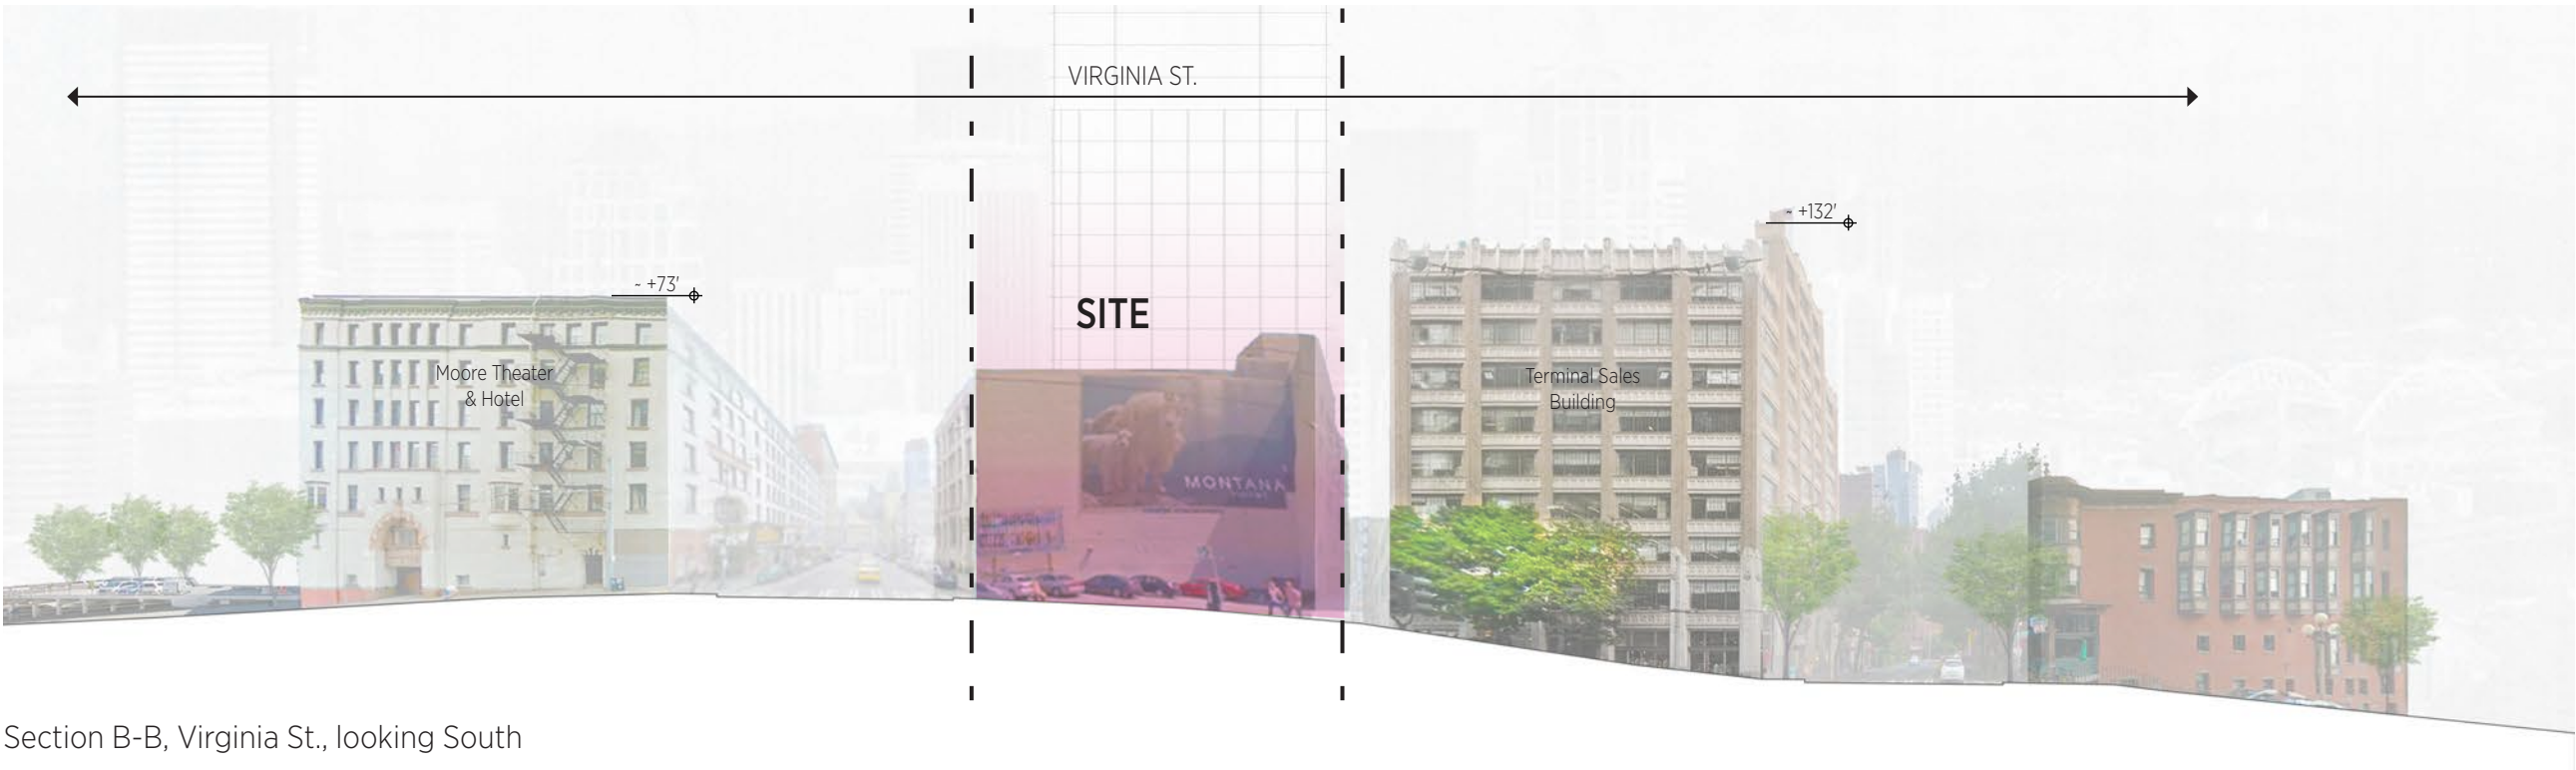 VIRGINIA ST.
~ +132'
~ +73'
SITE
Moore Theater
& Hotel
Terminal Sales
Building
MONTANA
Section B-B, Virginia St., looking South